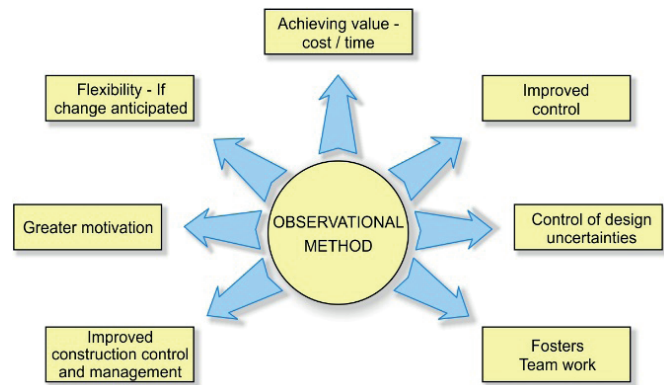 Achieving value -
cost / time
Flexibility - If
change anticipated
Improved
control
Greater motivation
OBSERVATIONAL
METHOD
Control of design
uncertainties
Improved
construction control
and management
Fosters
Team work